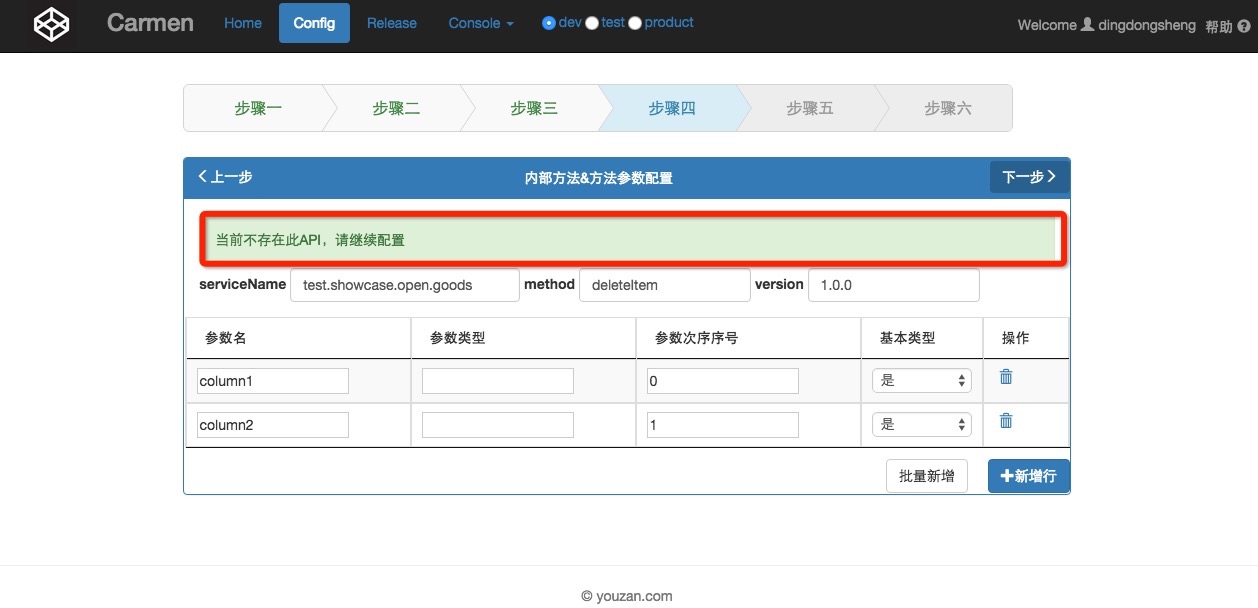 Carmen Home Config Release Console dev test product Welcome dingdongsheng 帮助
步骤一 步骤二 步骤三 步骤四 步骤五 步骤六
上一步 内部方法&方法参数配置 下一步
当前不存在此API，请继续配置
serviceName test.showcase.open.goods method deleteItem version 1.0.0
参数名 参数类型 参数次序序号 基本类型 操作
column1 0 是
column2 1 是
批量新增 新增行
© youzan.com